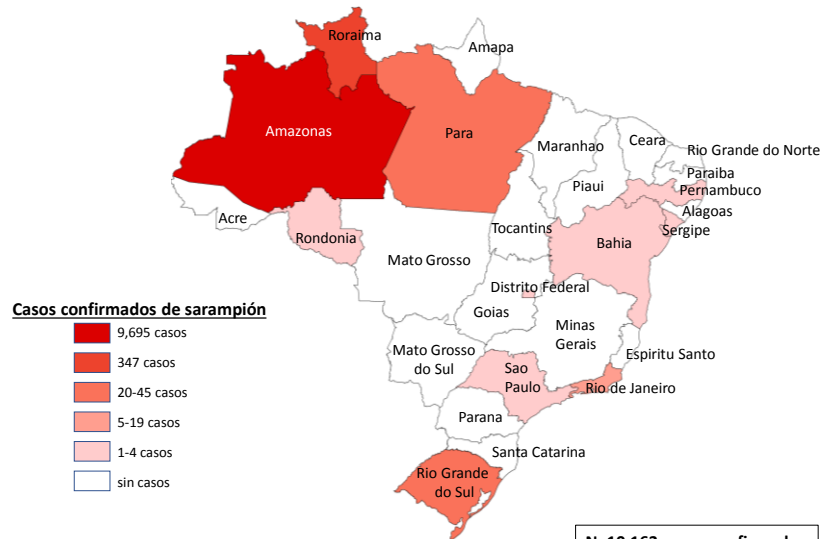 Roraima
Amapa
Amazonas
Para
Maranhao
Ceara
Rio Grande do Norte
Paraiba
Piaui
Pernambuco
Alagoas
Sergipe
Acre
Rondonia
Tocantins
Bahia
Mato Grosso
Distrito Federal
Goias
Minas
Gerais
Espiritu Santo
Mato Grosso
do Sul
Sao
Paulo
Rio de Janeiro
Parana
Santa Catarina
Rio Grande
do Sul
Casos confirmados de sarampión
9,695 casos
347 casos
20-45 casos
5-19 casos
1-4 casos
sin casos